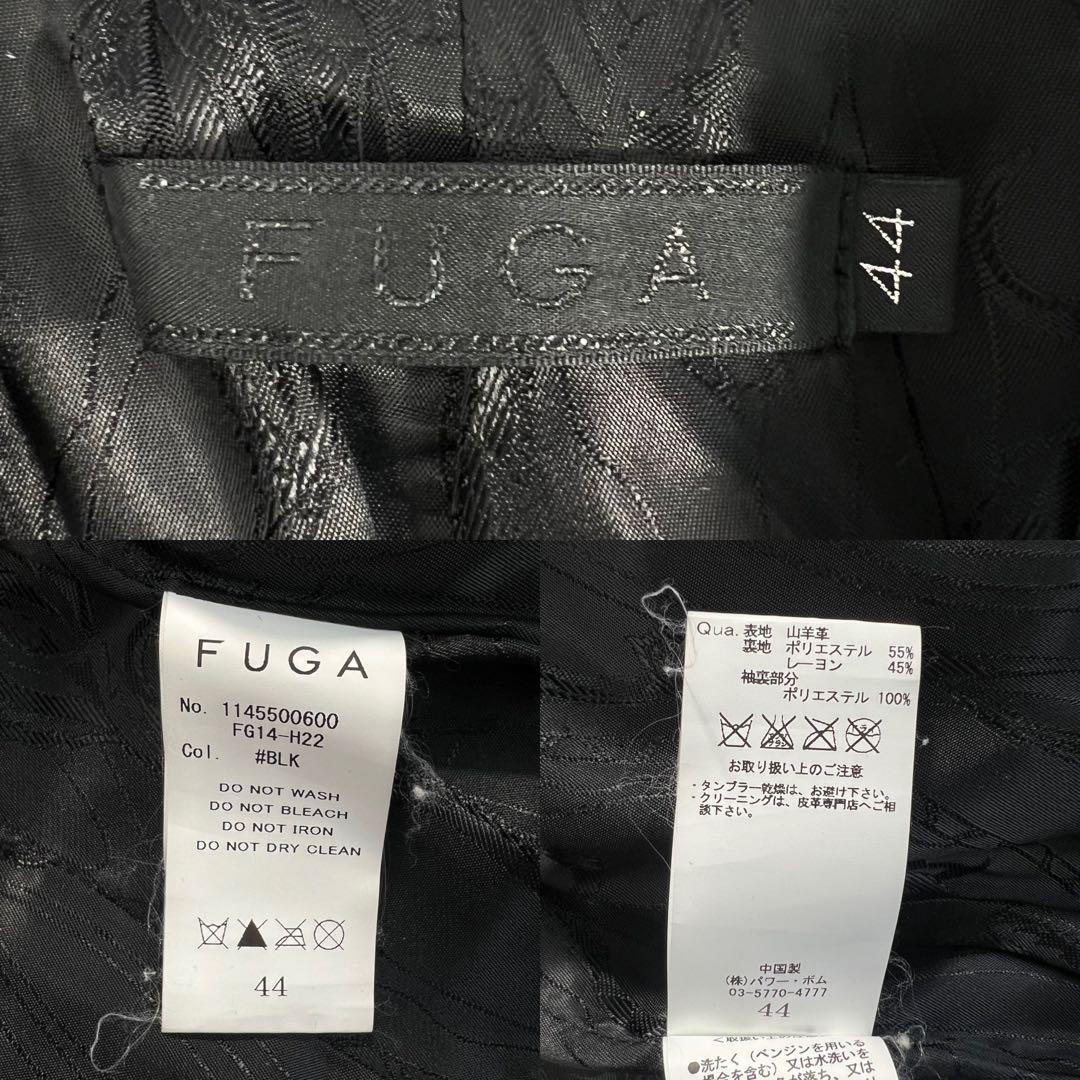 FUGA
44
FUGA
No. 1145500600
FG14-H22
Col. #BLK
DO NOT WASH
DO NOT BLEACH
DO NOT IRON
DO NOT DRY CLEAN
44
Qua. 表地 山羊革
裏地 ポリエステル 55%
レーヨン 45%
袖裏部分
ポリエステル 100%
お取り扱い上のご注意
・タンブラー乾燥は、お避け下さい。
・クリーニングは、皮革専門店へご相
談下さい。
中国製
(株)パワー・ボム
03-5770-4777
44
●洗たく(ベンジンを用いる
場合を含む)又は水洗いを
が落ち、又は